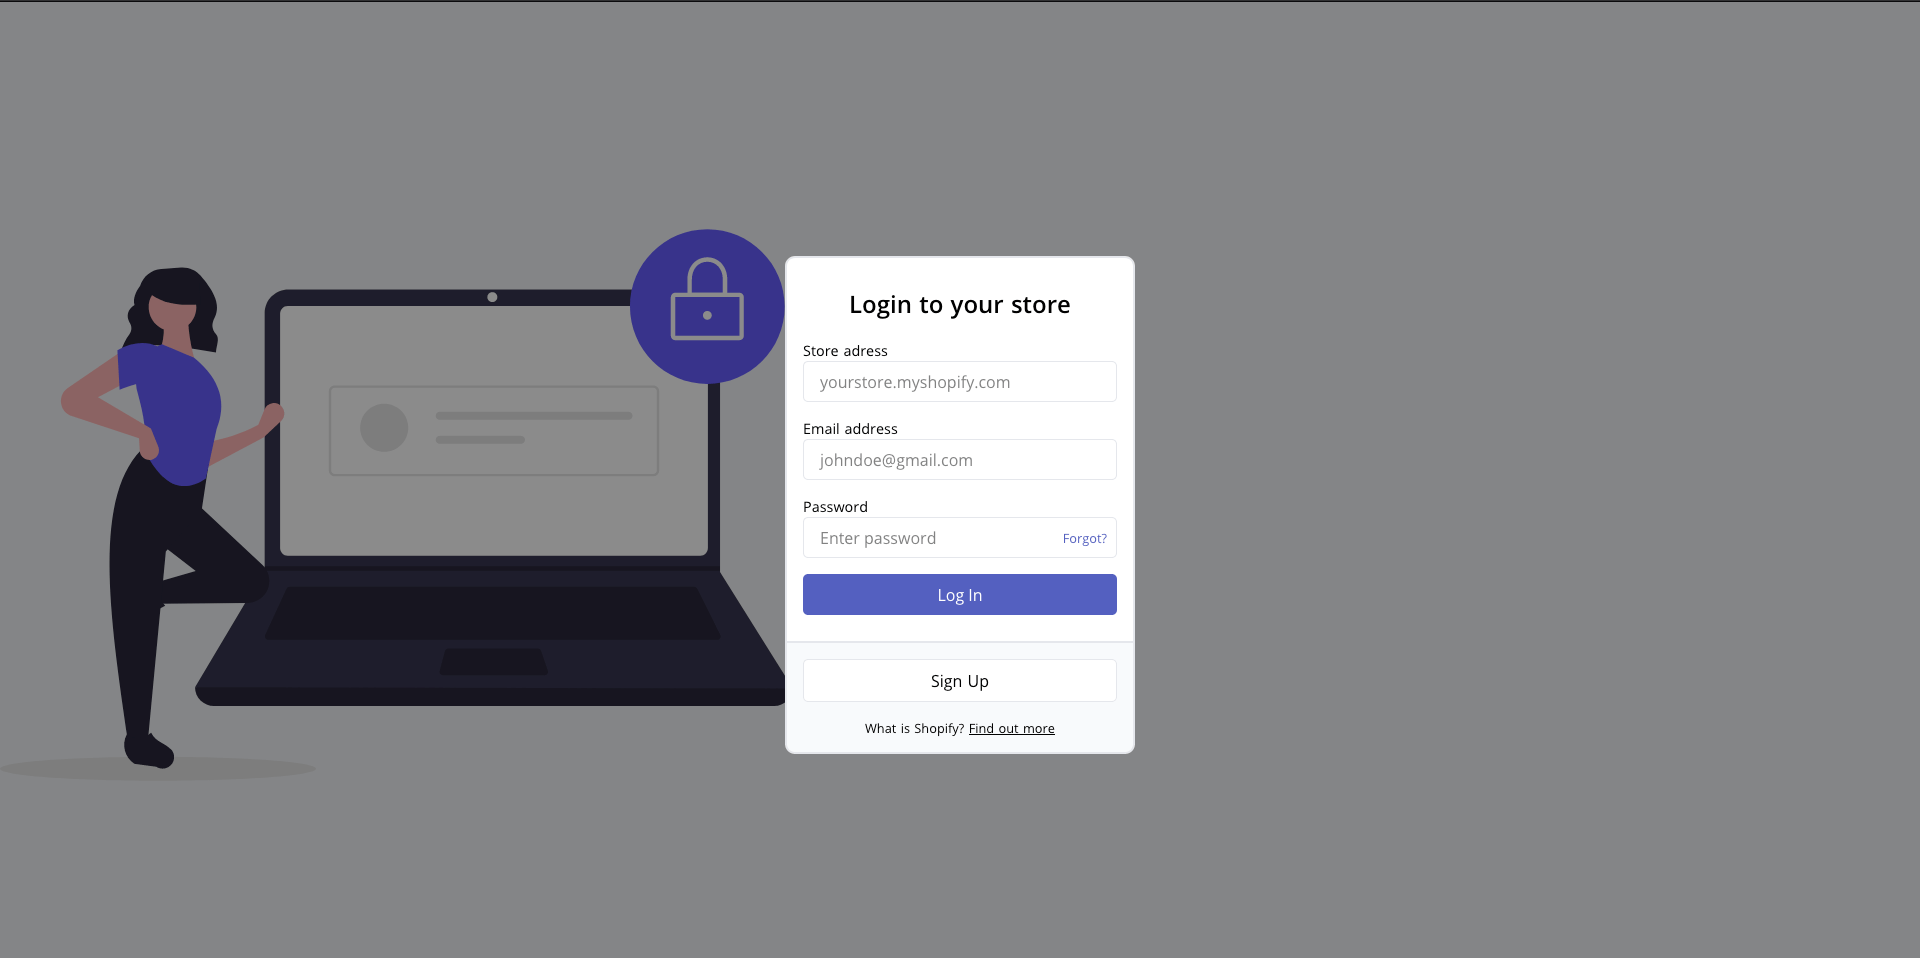 Login to your store
Store adress
yourstore.myshopify.com
Email address
johndoe@gmail.com
Password
Enter password Forgot?
Log In
Sign Up
What is Shopify? Find out more